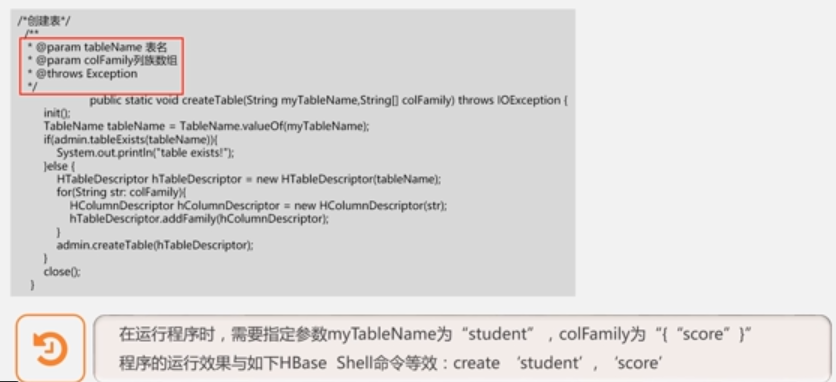 /*创建表*/
/**
* @param tableName 表名
* @param colFamily列族数组
* @throws Exception
*/
public static void createTable(String myTableName,String[] colFamily) throws IOException {
init();
TableName tableName = TableName.valueOf(myTableName);
if(admin.tableExists(tableName)){
System.out.println("table exists!");
}else {
HTableDescriptor hTableDescriptor = new HTableDescriptor(tableName);
for(String str: colFamily){
HColumnDescriptor hColumnDescriptor = new HColumnDescriptor(str);
hTableDescriptor.addFamily(hColumnDescriptor);
}
admin.createTable(hTableDescriptor);
}
close();
}
在运行程序时，需要指定参数myTableName为“student”，colFamily为“{“score”}”
程序的运行效果与如下HBase Shell命令等效：create ‘student’, ‘score’